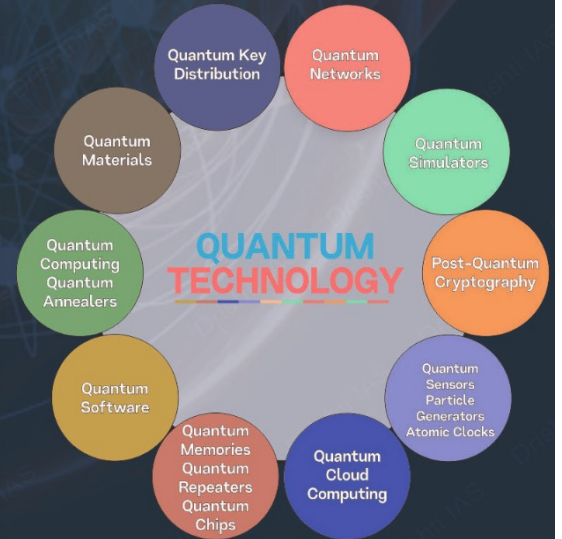 Quantum Key
Distribution
Quantum
Networks
Quantum
Materials
Quantum
Simulators
QUANTUM
TECHNOLOGY
Quantum
Computing
Quantum
Annealers
Post-Quantum
Cryptography
Quantum
Software
Quantum
Sensors
Particle
Generators
Atomic Clocks
Quantum
Memories
Quantum
Repeaters
Quantum
Chips
Quantum
Cloud
Computing